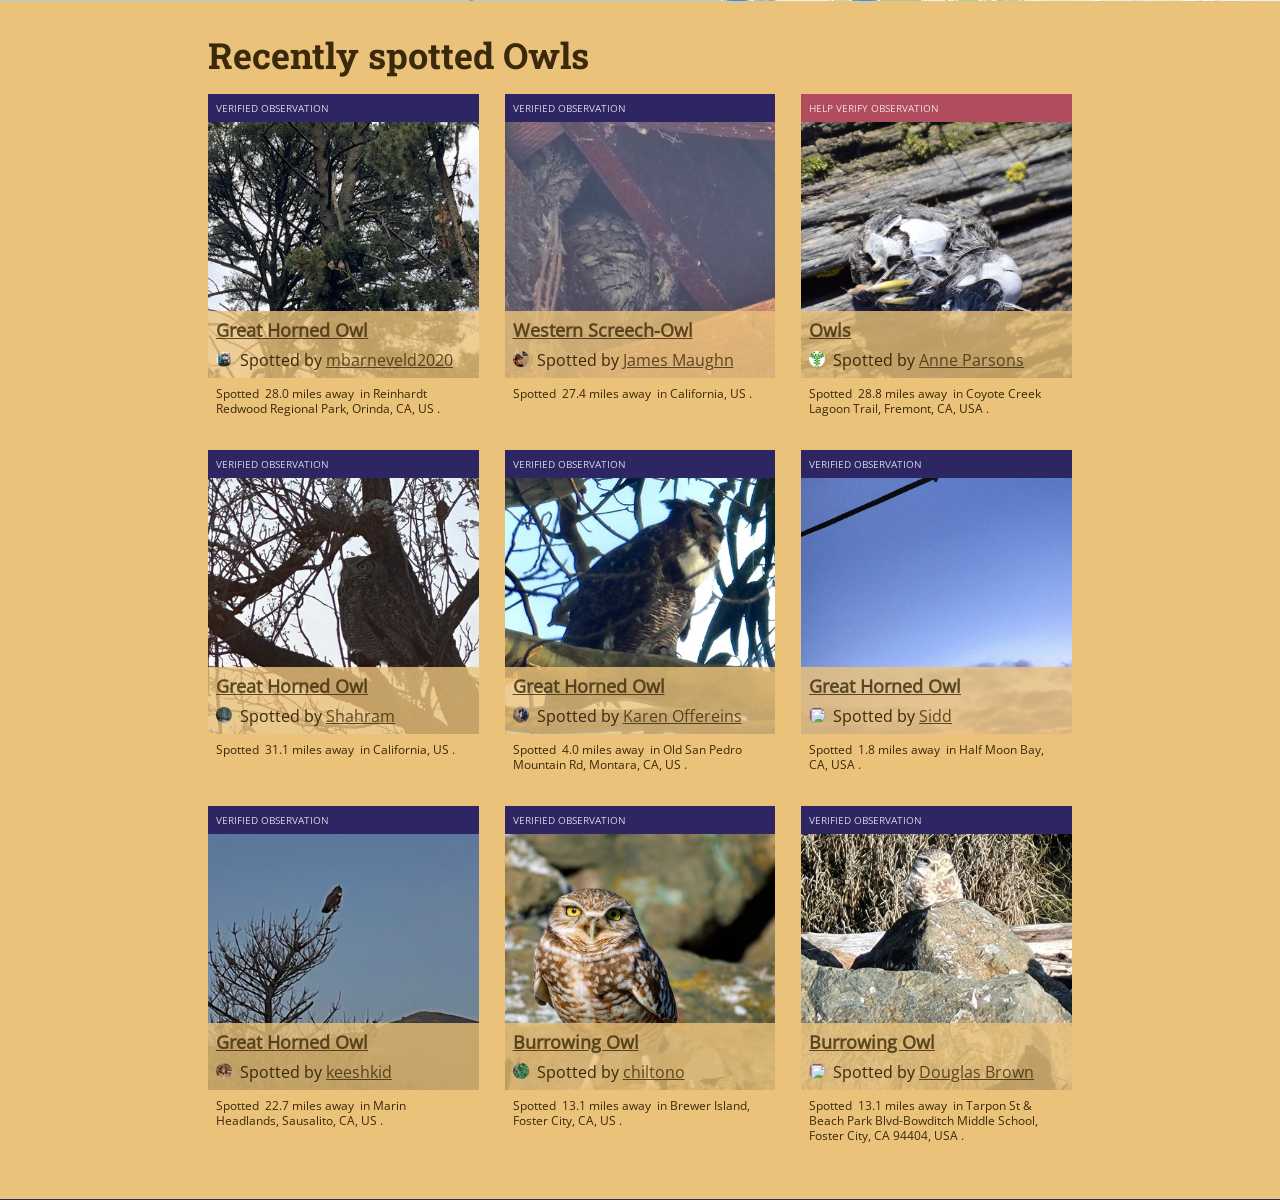 Recently spotted Owls
VERIFIED OBSERVATION
Great Horned Owl
Spotted by mbarneveld2020
Spotted 28.0 miles away in Reinhardt
Redwood Regional Park, Orinda, CA, US .
VERIFIED OBSERVATION
Western Screech-Owl
Spotted by James Maughn
Spotted 27.4 miles away in California, US .
HELP VERIFY OBSERVATION
Owls
Spotted by Anne Parsons
Spotted 28.8 miles away in Coyote Creek
Lagoon Trail, Fremont, CA, USA .
VERIFIED OBSERVATION
Great Horned Owl
Spotted by Shahram
Spotted 31.1 miles away in California, US .
VERIFIED OBSERVATION
Great Horned Owl
Spotted by Karen Offereins
Spotted 4.0 miles away in Old San Pedro
Mountain Rd, Montara, CA, US .
VERIFIED OBSERVATION
Great Horned Owl
Spotted by Sidd
Spotted 1.8 miles away in Half Moon Bay,
CA, USA .
VERIFIED OBSERVATION
Great Horned Owl
Spotted by keeshkid
Spotted 22.7 miles away in Marin
Headlands, Sausalito, CA, US .
VERIFIED OBSERVATION
Burrowing Owl
Spotted by chiltono
Spotted 13.1 miles away in Brewer Island,
Foster City, CA, US .
VERIFIED OBSERVATION
Burrowing Owl
Spotted by Douglas Brown
Spotted 13.1 miles away in Tarpon St &
Beach Park Blvd-Bowditch Middle School,
Foster City, CA 94404, USA .